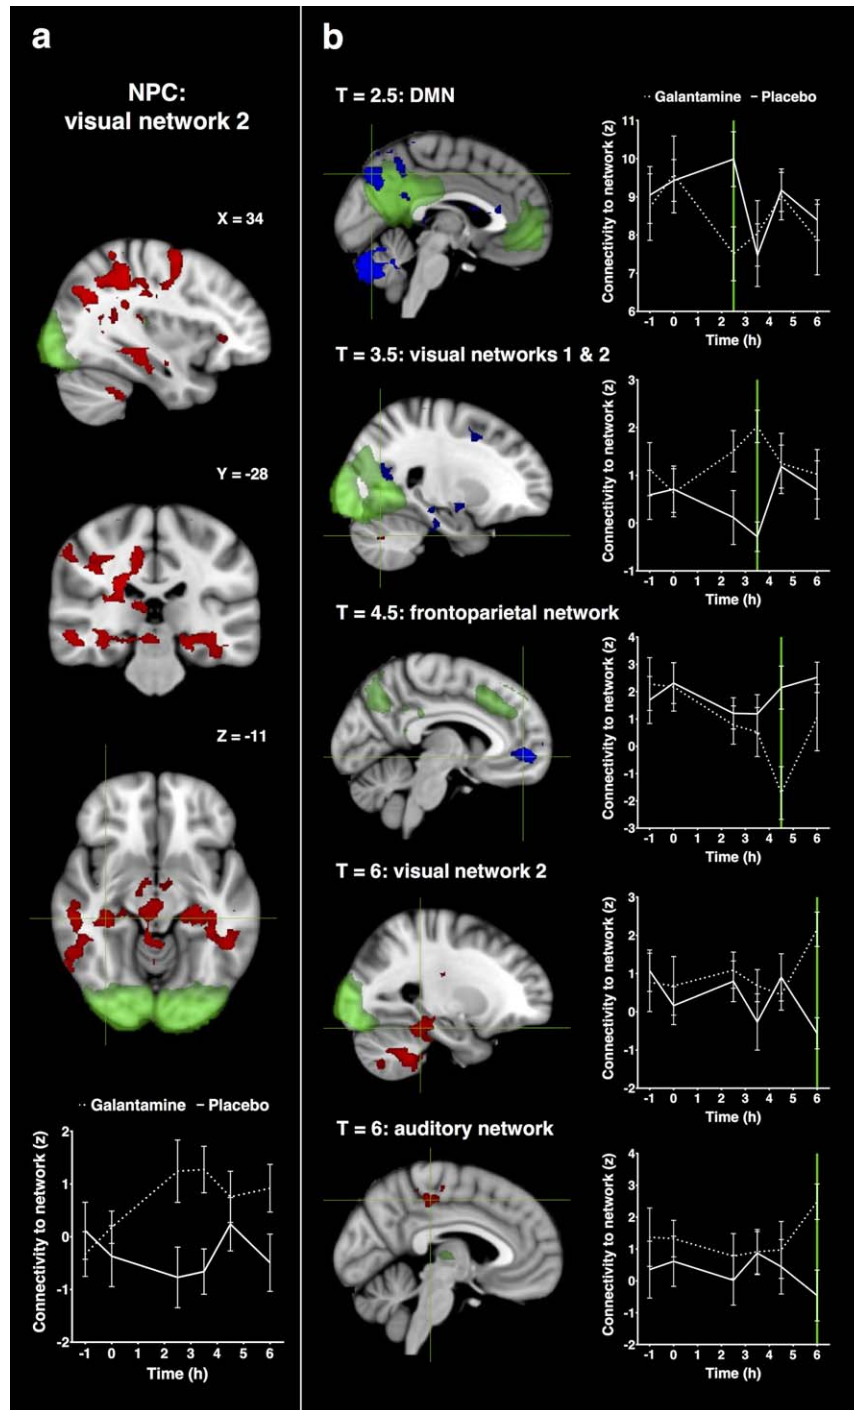 a
NPC:
visual network 2
X = 34
Y = -28
Z = -11
·· Galantamine – Placebo
Connectivity to network (z)
2
1
0
-1
-2
-1 0 1 2 3 4 5 6
Time (h)
b
T = 2.5: DMN
·· Galantamine – Placebo
Connectivity to network (z)
11
10
9
8
7
6
-1 0 1 2 3 4 5 6
Time (h)
T = 3.5: visual networks 1 & 2
Connectivity to network (z)
3
2
1
0
-1
-1 0 1 2 3 4 5 6
Time (h)
T = 4.5: frontoparietal network
Connectivity to network (z)
4
3
2
1
0
-1
-2
-3
-1 0 1 2 3 4 5 6
Time (h)
T = 6: visual network 2
Connectivity to network (z)
3
2
1
0
-1
-2
-1 0 1 2 3 4 5 6
Time (h)
T = 6: auditory network
Connectivity to network (z)
4
3
2
1
0
-1
-2
-1 0 1 2 3 4 5 6
Time (h)